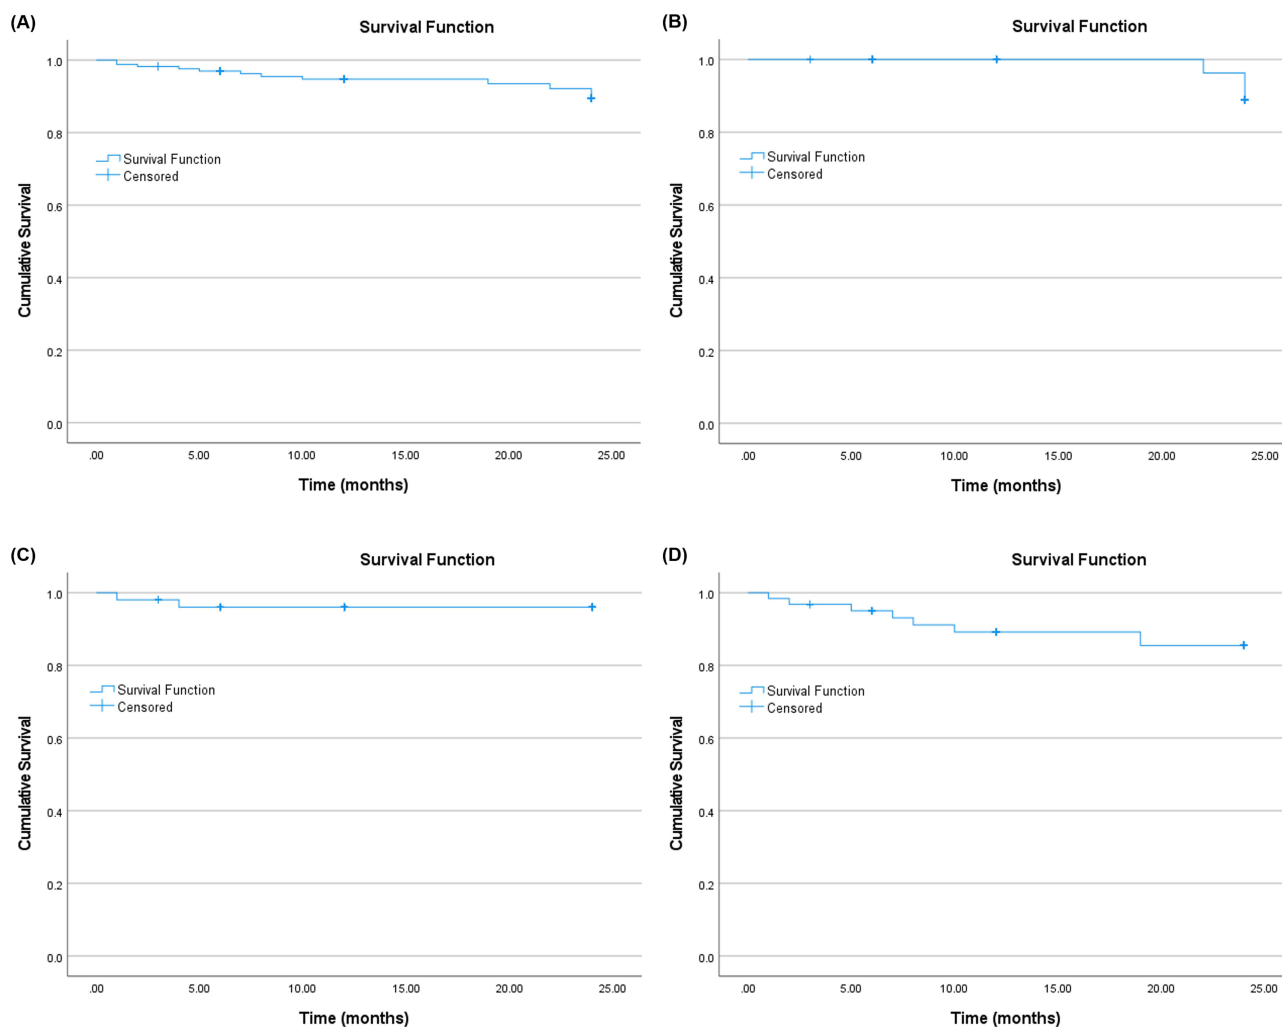 (A)
Survival Function
1.0
0.8
0.6
0.4
0.2
0.0
Cumulative Survival
Survival Function
Censored
.00 5.00 10.00 15.00 20.00 25.00
Time (months)
(B)
Survival Function
1.0
0.8
0.6
0.4
0.2
0.0
Cumulative Survival
Survival Function
Censored
.00 5.00 10.00 15.00 20.00 25.00
Time (months)
(C)
Survival Function
1.0
0.8
0.6
0.4
0.2
0.0
Cumulative Survival
Survival Function
Censored
.00 5.00 10.00 15.00 20.00 25.00
Time (months)
(D)
Survival Function
1.0
0.8
0.6
0.4
0.2
0.0
Cumulative Survival
Survival Function
Censored
.00 5.00 10.00 15.00 20.00 25.00
Time (months)